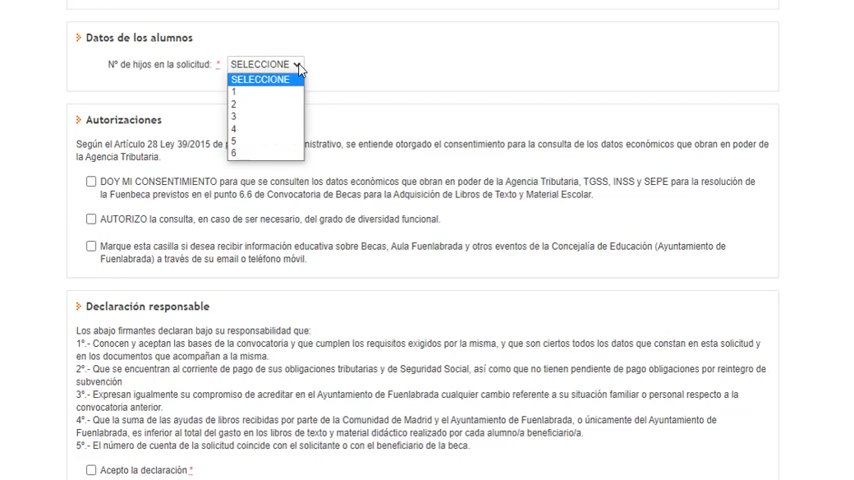 Datos de los alumnos
Nº de hijos en la solicitud: * SELECCIONE
SELECCIONE
1
2
3
4
5
6
Autorizaciones
Según el Artículo 28 Ley 39/2015 de p ministrativo, se entiende otorgado el consentimiento para la consulta de los datos económicos que obran en poder de
la Agencia Tributaria.
DOY MI CONSENTIMIENTO para que se consulten los datos económicos que obran en poder de la Agencia Tributaria, TGSS, INSS y SEPE para la resolución de
la Fuenbeca previstos en el punto 6.6 de Convocatoria de Becas para la Adquisición de Libros de Texto y Material Escolar.
AUTORIZO la consulta, en caso de ser necesario, del grado de diversidad funcional.
Marque esta casilla si desea recibir información educativa sobre Becas, Aula Fuenlabrada y otros eventos de la Concejalía de Educación (Ayuntamiento de
Fuenlabrada) a través de su email o teléfono móvil.
Declaración responsable
Los abajo firmantes declaran bajo su responsabilidad que:
1º.- Conocen y aceptan las bases de la convocatoria y que cumplen los requisitos exigidos por la misma, y que son ciertos todos los datos que constan en esta solicitud y
en los documentos que acompañan a la misma.
2º.- Que se encuentran al corriente de pago de sus obligaciones tributarias y de Seguridad Social, así como que no tienen pendiente de pago obligaciones por reintegro de
subvención
3º.- Expresan igualmente su compromiso de acreditar en el Ayuntamiento de Fuenlabrada cualquier cambio referente a su situación familiar o personal respecto a la
convocatoria anterior.
4º.- Que la suma de las ayudas de libros recibidas por parte de la Comunidad de Madrid y el Ayuntamiento de Fuenlabrada, o únicamente del Ayuntamiento de
Fuenlabrada, es inferior al total del gasto en los libros de texto y material didáctico realizado por cada alumno/a beneficiario/a.
5º.- El número de cuenta de la solicitud coincide con el solicitante o con el beneficiario de la beca.
Acepto la declaración *